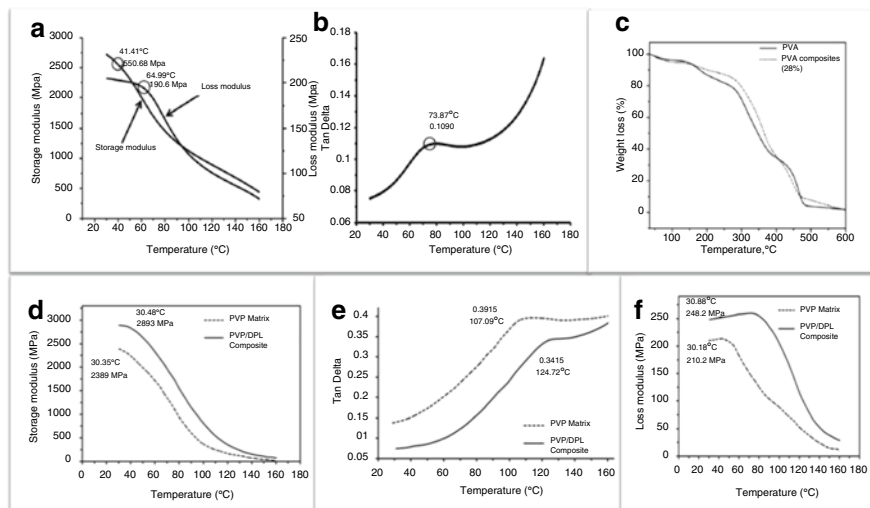 a
Storage modulus (Mpa)
3000
2500
2000
1500
1000
500
0
41.41°C
550.68 Mpa
64.99°C
190.6 Mpa
Loss modulus
Storage modulus
250
200
150
100
50
Loss modulus (Mpa)
20 40 60 80 100 120 140 160 180
Temperature (°C)
b
Tan Delta
0.18
0.16
0.14
0.12
0.1
0.08
0.06
73.87°C
0.1090
20 40 60 80 100 120 140 160 180
Temperature (°C)
c
Weight loss (%)
100
80
60
40
20
0
PVA
PVA composites
(28%)
100 200 300 400 500 600
Temperature,°C
d
Storage modulus (MPa)
3000
2500
2000
1500
1000
500
0
30.48°C
2893 MPa
30.35°C
2389 MPa
PVP Matrix
PVP/DPL
Composite
0 20 40 60 80 100 120 140 160 180
Temperature (°C)
e
Tan Delta
0.4
0.35
0.3
0.25
0.2
0.15
0.1
0.05
0.3915
107.09°C
0.3415
124.72°C
PVP Matrix
PVP/DPL
Composite
20 40 60 80 100 120 140 160
Temperature (°C)
f
Loss modulus (MPa)
250
200
150
100
50
0
30.88°C
248.2 MPa
30.18°C
210.2 MPa
PVP Matrix
PVP/DPL
Composite
0 20 40 60 80 100 120 140 160 180
Temperature (°C)